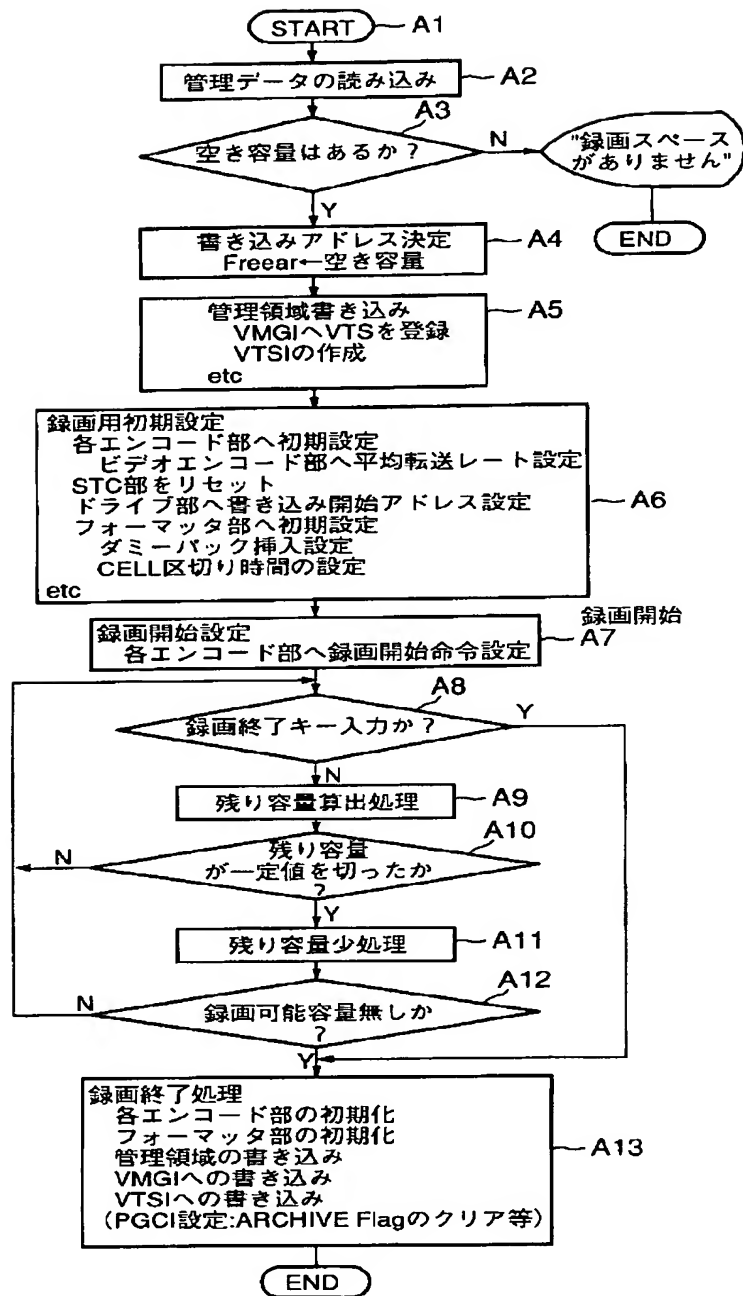 START
A1
管理データの読み込み
A2
A3
空き容量はあるか？
N
"録画スペース
がありません"
Y
END
書き込みアドレス決定
Freear←空き容量
A4
管理領域書き込み
VMGIへVTSを登録
VTSIの作成
etc
A5
録画用初期設定
各エンコード部へ初期設定
ビデオエンコード部へ平均転送レート設定
STC部をリセット
ドライブ部へ書き込み開始アドレス設定
フォーマッタ部へ初期設定
ダミーパック挿入設定
CELL区切り時間の設定
etc
A6
録画開始
録画開始設定
各エンコード部へ録画開始命令設定
A7
A8
録画終了キー入力か？
Y
N
残り容量算出処理
A9
A10
残り容量
が一定値を切ったか
？
N
Y
残り容量少処理
A11
A12
録画可能容量無しか
？
N
Y
録画終了処理
各エンコード部の初期化
フォーマッタ部の初期化
管理領域の書き込み
VMGIへの書き込み
VTSIへの書き込み
（PGCI設定:ARCHIVE Flagのクリア等）
A13
END